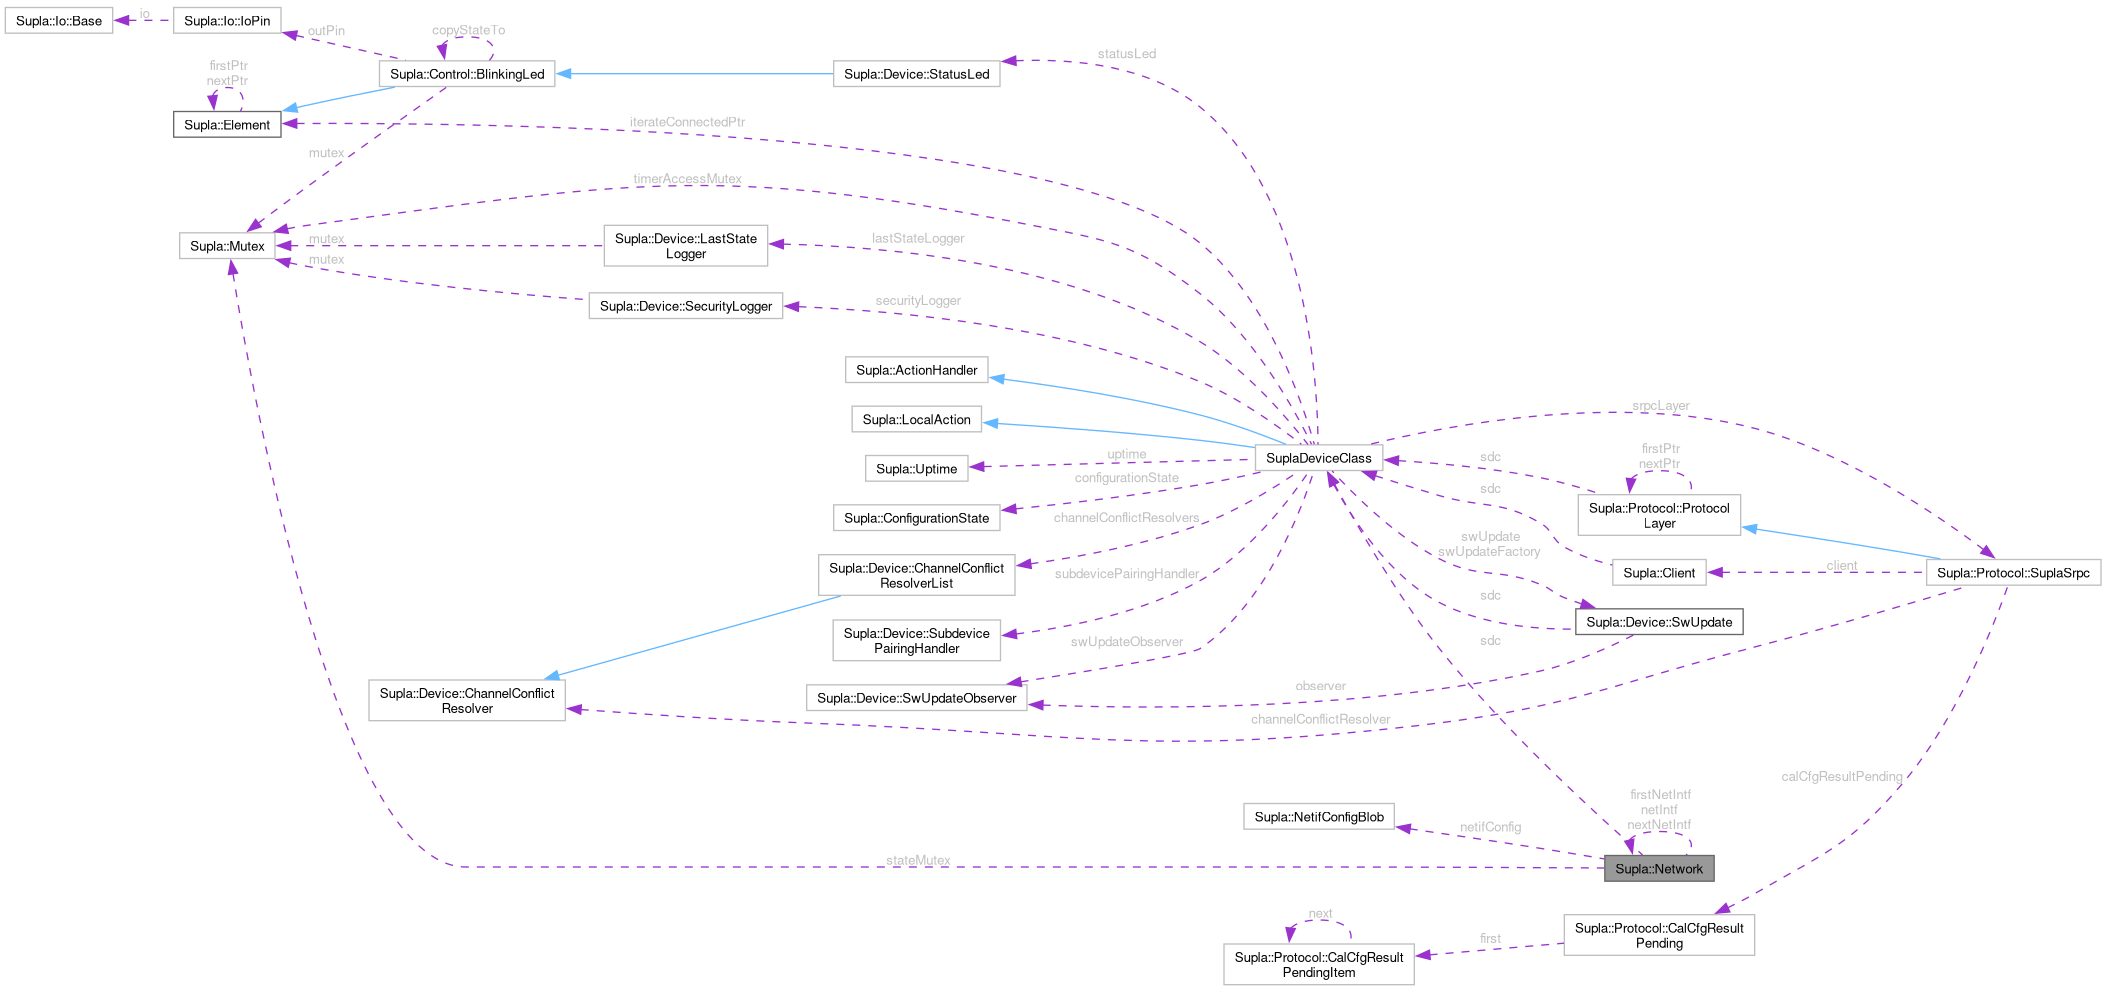 Supla::Io::Base
io
Supla::Io::IoPin
outPin
copyStateTo
Supla::Control::BlinkingLed
Supla::Device::StatusLed
statusLed
firstPtr
nextPtr
Supla::Element
iterateConnectedPtr
mutex
timerAccessMutex
Supla::Mutex
mutex
Supla::Device::LastState
Logger
lastStateLogger
mutex
Supla::Device::SecurityLogger
securityLogger
Supla::ActionHandler
Supla::LocalAction
Supla::Uptime
uptime
SuplaDeviceClass
srpcLayer
sdc
firstPtr
nextPtr
Supla::Protocol::Protocol
Layer
configurationState
Supla::ConfigurationState
sdc
channelConflictResolvers
Supla::Device::ChannelConflict
ResolverList
swUpdate
swUpdateFactory
Supla::Client
client
Supla::Protocol::SuplaSrpc
subdevicePairingHandler
sdc
Supla::Device::SwUpdate
Supla::Device::Subdevice
PairingHandler
swUpdateObserver
sdc
Supla::Device::ChannelConflict
Resolver
Supla::Device::SwUpdateObserver
observer
channelConflictResolver
calCfgResultPending
firstNetIntf
netIntf
nextNetIntf
Supla::NetifConfigBlob
netifConfig
stateMutex
Supla::Network
next
Supla::Protocol::CalCfgResult
PendingItem
first
Supla::Protocol::CalCfgResult
Pending